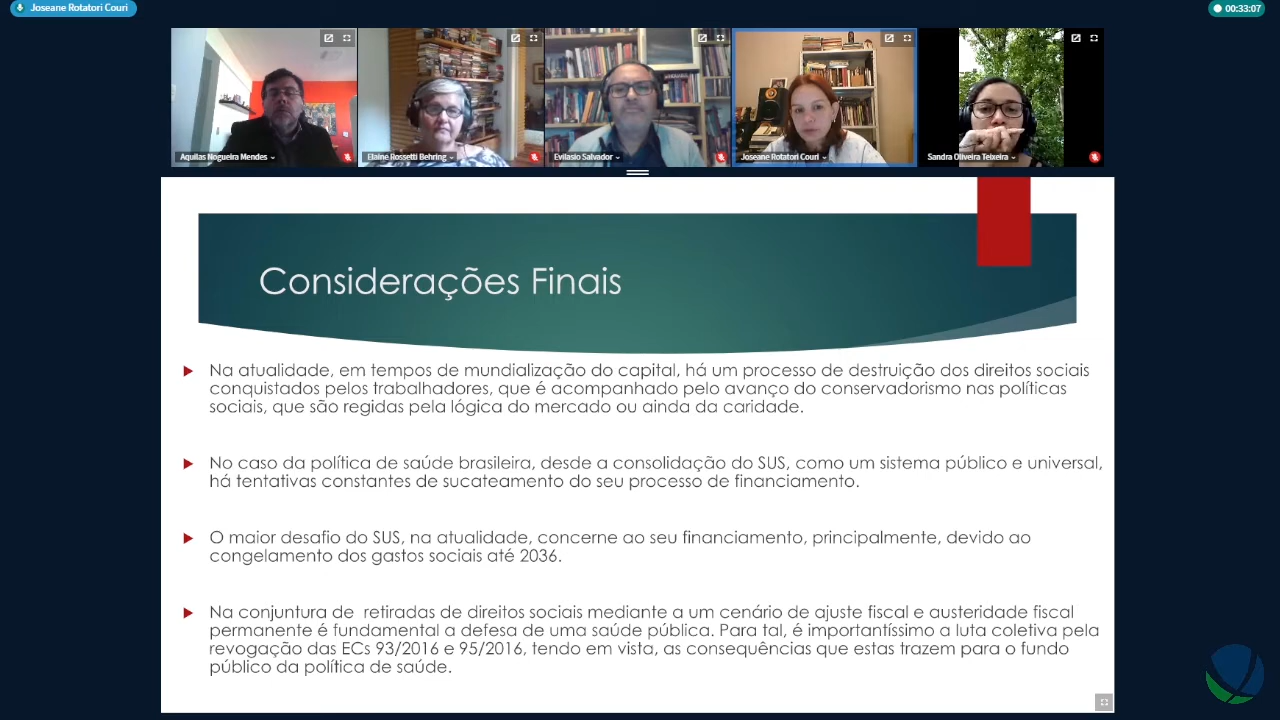 Joseane Rotatori Couri
00:33:07
Aquilas Nogueira Mendes
Elaine Rossetti Behring
Evilasio Salvador
Joseane Rotatori Couri
Sandra Oliveira Teixeira
Considerações Finais
Na atualidade, em tempos de mundialização do capital, há um processo de destruição dos direitos sociais
conquistados pelos trabalhadores, que é acompanhado pelo avanço do conservadorismo nas políticas
sociais, que são regidas pela lógica do mercado ou ainda da caridade.
No caso da política de saúde brasileira, desde a consolidação do SUS, como um sistema público e universal,
há tentativas constantes de sucateamento do seu processo de financiamento.
O maior desafio do SUS, na atualidade, concerne ao seu financiamento, principalmente, devido ao
congelamento dos gastos sociais até 2036.
Na conjuntura de  retiradas de direitos sociais mediante a um cenário de ajuste fiscal e austeridade fiscal
permanente é fundamental a defesa de uma saúde pública. Para tal, é importantíssimo a luta coletiva pela
revogação das ECs 93/2016 e 95/2016, tendo em vista, as consequências que estas trazem para o fundo
público da política de saúde.